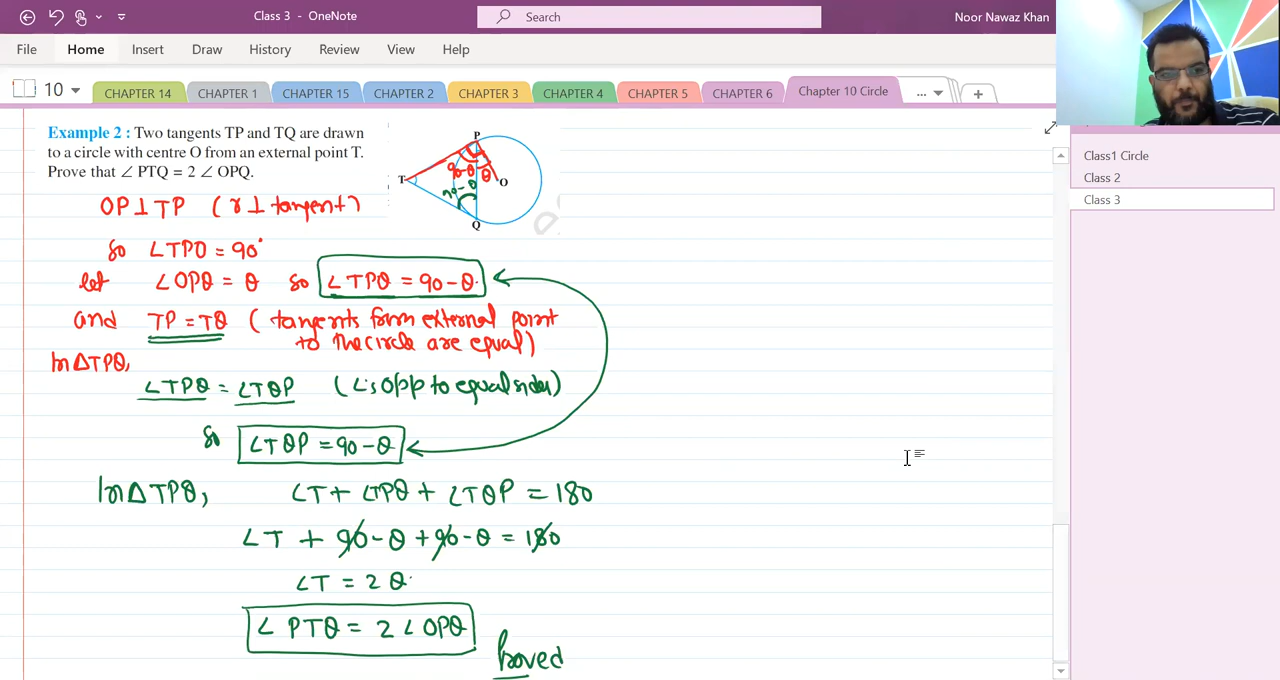 Class 3 - OneNote
Search
Noor Nawaz Khan
File Home Insert Draw History Review View Help
10 CHAPTER 14 CHAPTER 1 CHAPTER 15 CHAPTER 2 CHAPTER 3 CHAPTER 4 CHAPTER 5 CHAPTER 6 Chapter 10 Circle ... +
Class1 Circle
Class 2
Class 3
Example 2 : Two tangents TP and TQ are drawn
to a circle with centre O from an external point T.
Prove that ∠ PTQ = 2 ∠ OPQ.
P
T
90-θ θ
O
90-θ
Q
OP⊥TP (r⊥ tangent)
so ∠TPO = 90°
let ∠OPQ = θ so ∠TPQ = 90-θ.
and TP = TQ (tangents from external point
to the circle are equal)
In ΔTPQ,
∠TPQ = ∠TQP (∠s opp to equal sides)
so ∠TQP = 90-θ
In Δ TPQ, ∠T + ∠TPQ + ∠TQP = 180
∠T + 90-θ + 90-θ = 180
∠T = 2θ
∠ PTQ = 2 ∠OPQ
proved